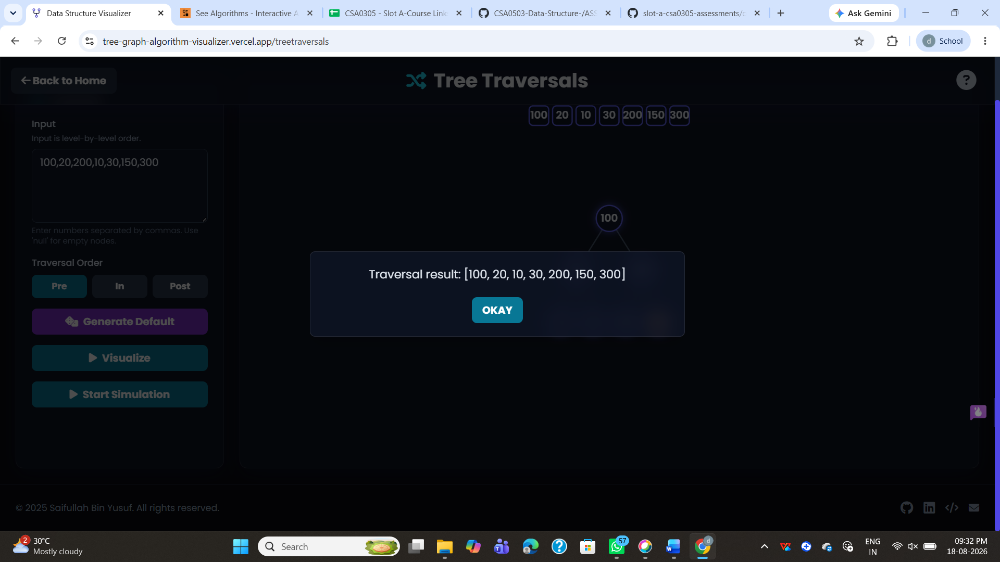 Data Structure Visualizer
See Algorithms - Interactive A
CSA0305 - Slot A-Course Link
CSA0503-Data-Structure-/ASS
slot-a-csa0305-assessments/c
Ask Gemini
tree-graph-algorithm-visualizer.vercel.app/treetraversals
d School
Back to Home
Tree Traversals
?
100 20 10 30 200 150 300
Input
Input is level-by-level order.
100,20,200,10,30,150,300
Enter numbers separated by commas. Use
'null' for empty nodes.
100
Traversal result: [100, 20, 10, 30, 200, 150, 300]
OKAY
Traversal Order
Pre In Post
Generate Default
Visualize
Start Simulation
© 2025 Saifullah Bin Yusuf. All rights reserved.
2
30°C
Mostly cloudy
Search
57
d
ENG
IN
09:32 PM
18-08-2026